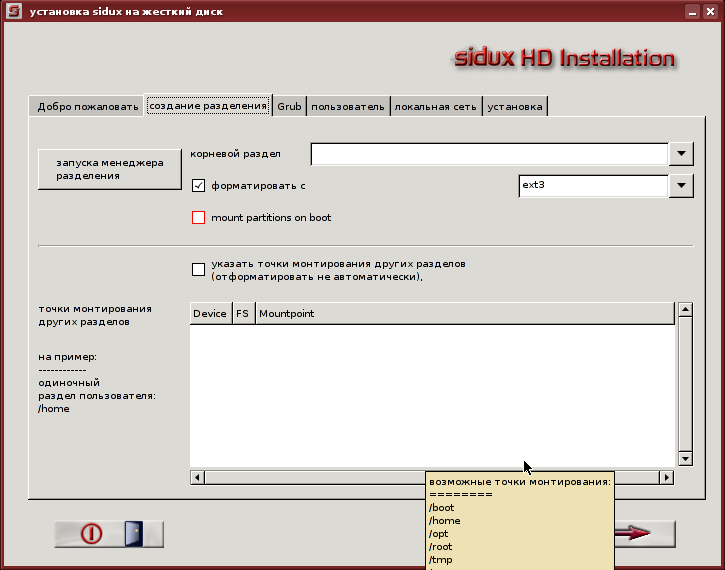 установка sidux на жесткий диск
sidux HD Installation
Добро пожаловать
создание разделения
Grub
пользователь
локальная сеть
установка
запуска менеджера
разделения
корневой раздел
форматировать с
ext3
mount partitions on boot
указать точки монтирования других разделов
(отформатировать не автоматически),
точки монтирования
других разделов
Device
FS
Mountpoint
на пример:
------------
одиночный
раздел пользователя:
/home
возможные точки монтирования:
========
/boot
/home
/opt
/root
/tmp